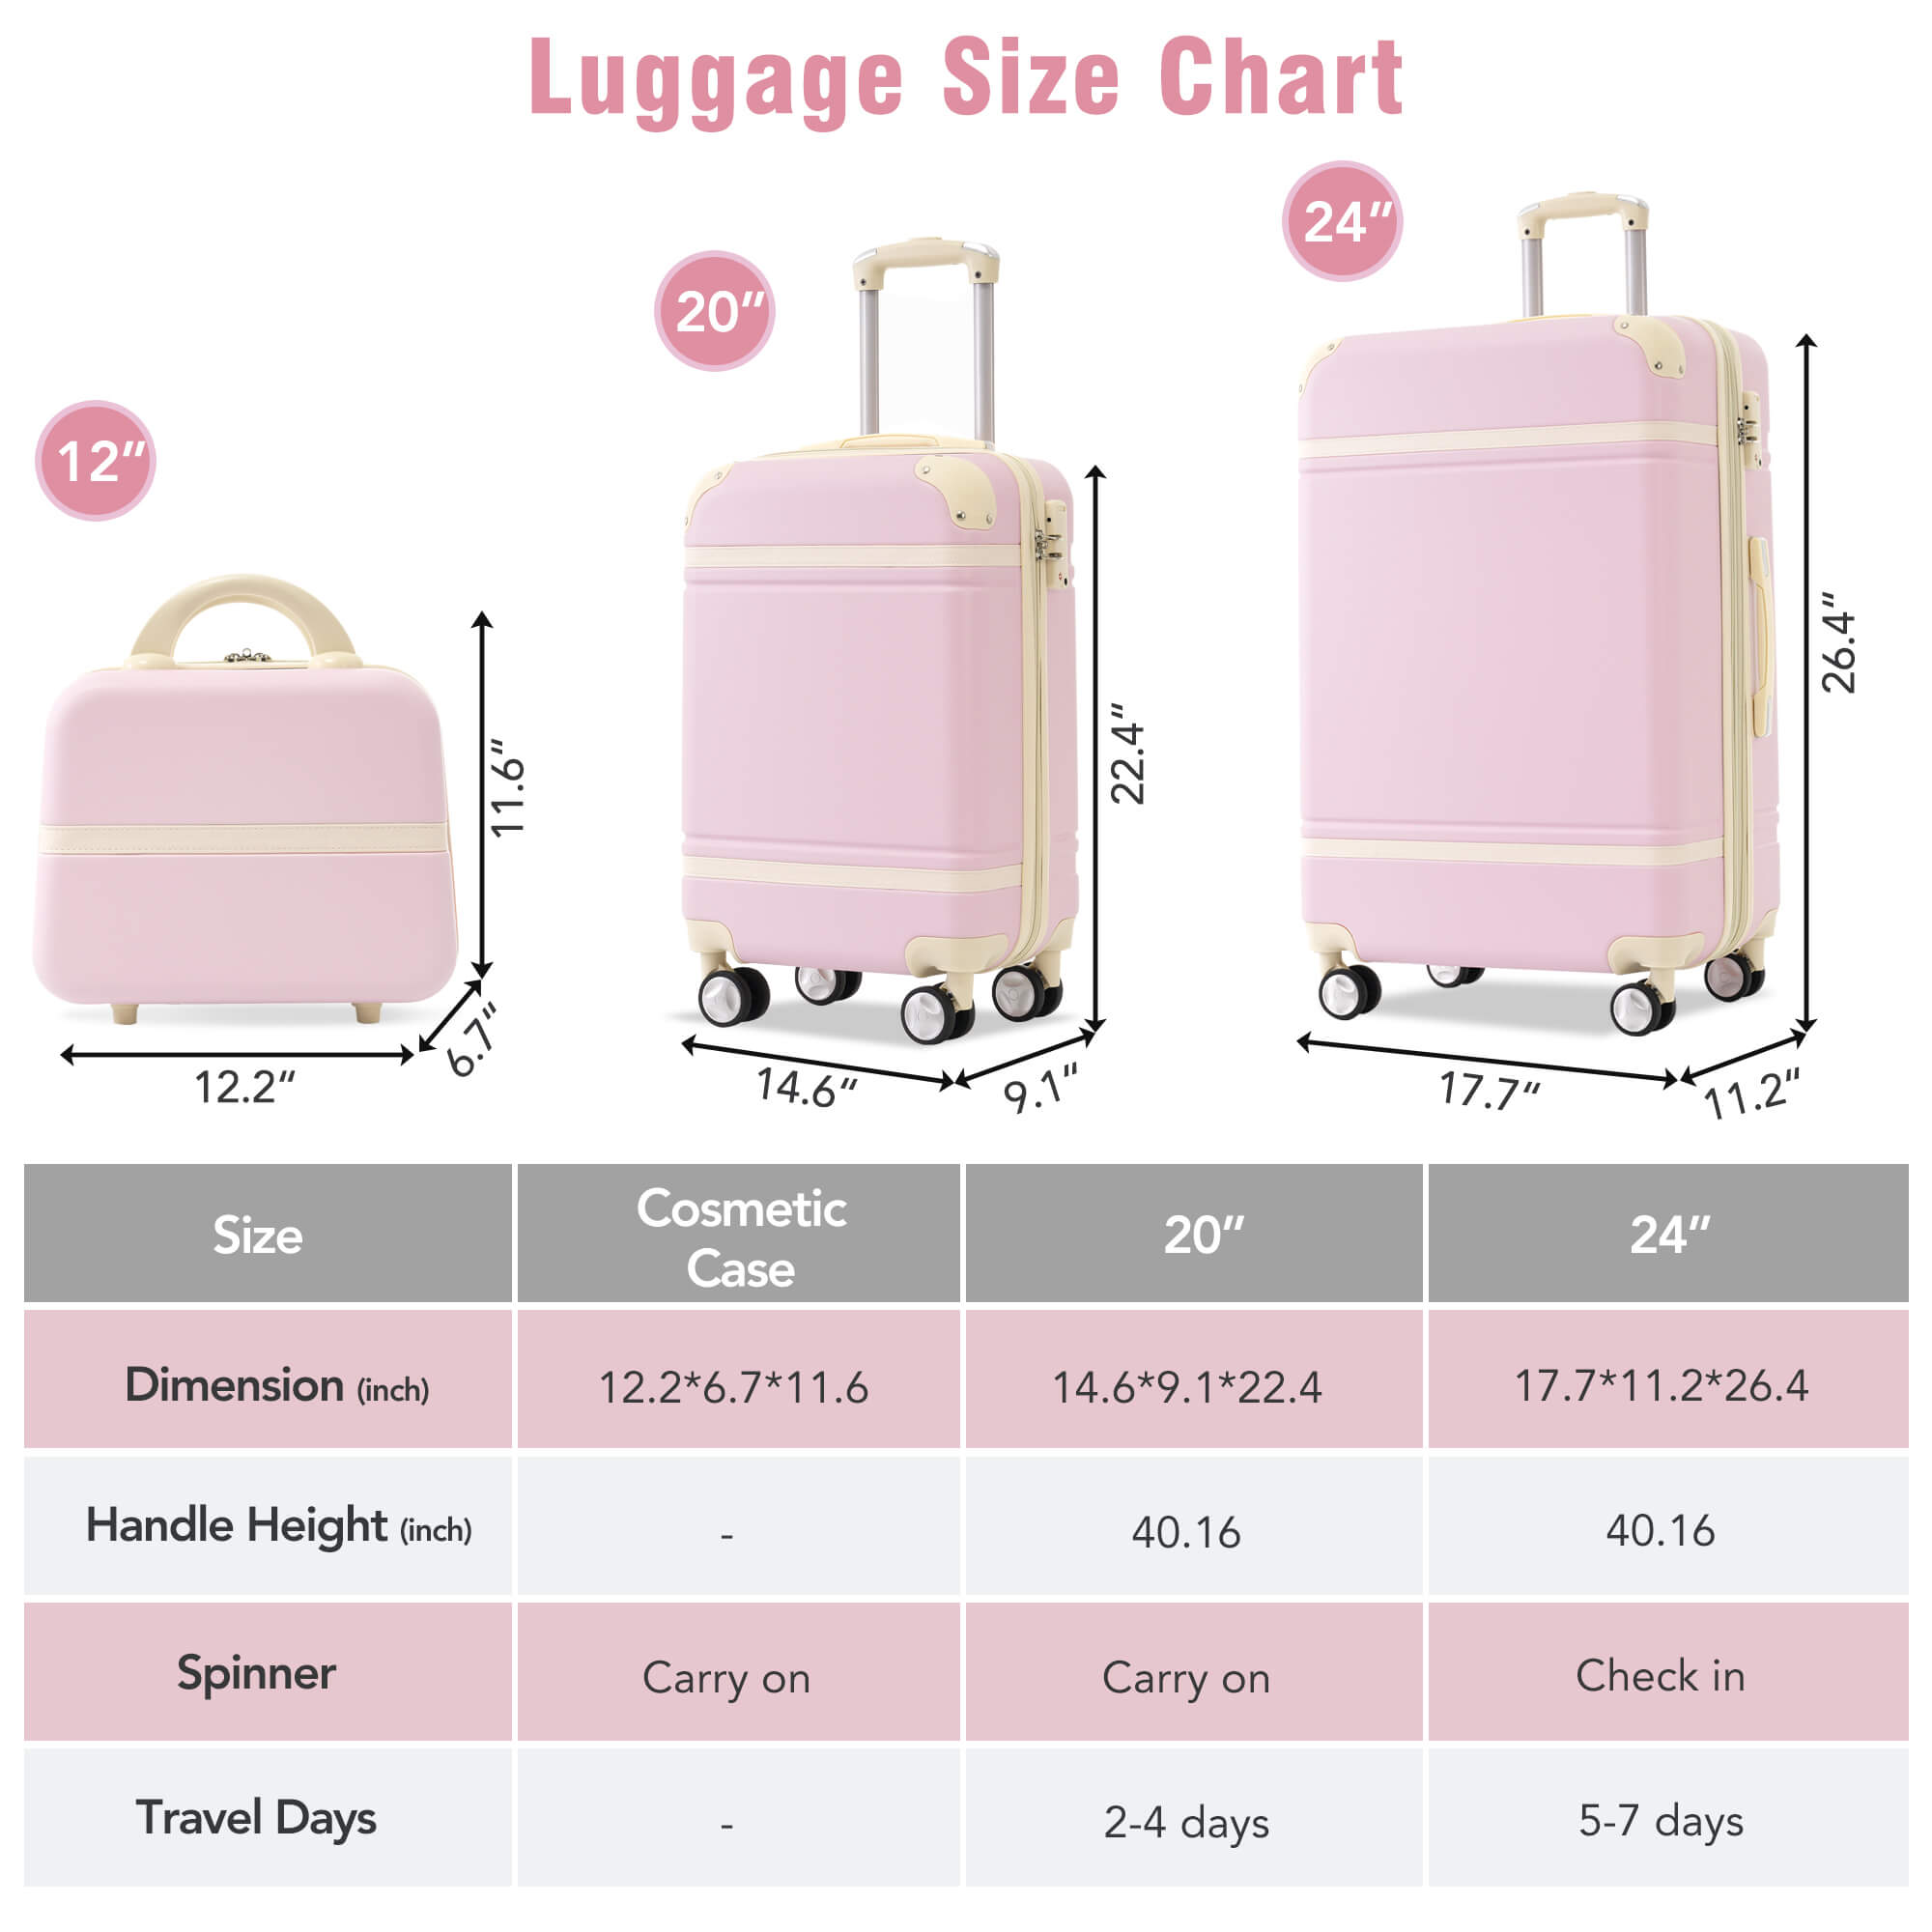 Luggage Size Chart
12”
20”
24”
11.6”
12.2”
6.7”
22.4”
14.6”
9.1”
26.4”
17.7”
11.2”
Size
Cosmetic
Case
20”
24”
Dimension (inch)
12.2*6.7*11.6
14.6*9.1*22.4
17.7*11.2*26.4
Handle Height (inch)
-
40.16
40.16
Spinner
Carry on
Carry on
Check in
Travel Days
-
2-4 days
5-7 days